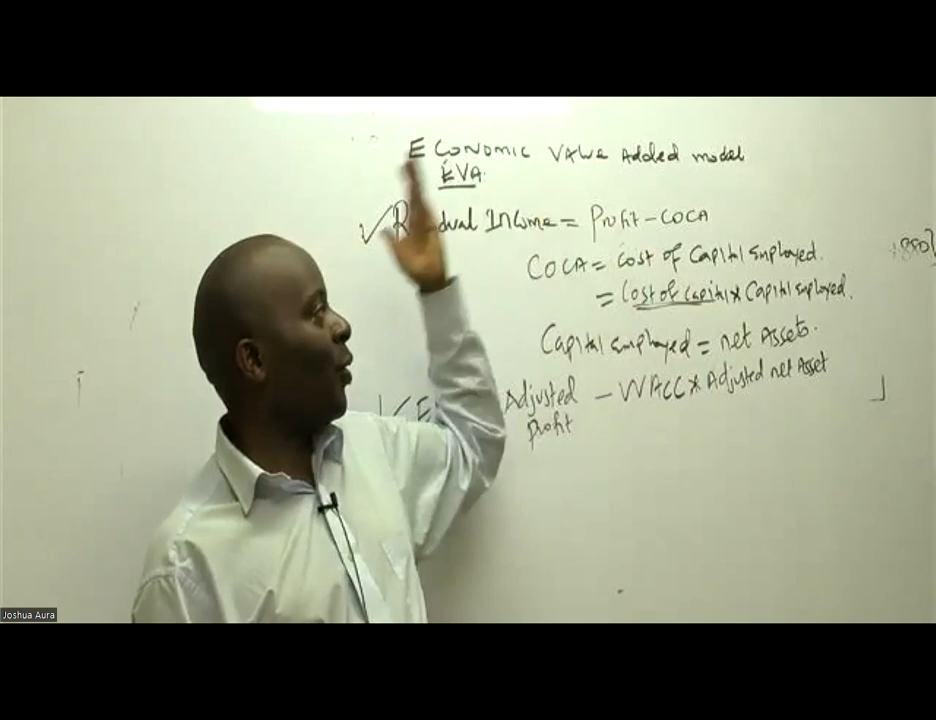 Economic Value Added model
EVA
Residual Income = Profit - COCA
COCA = Cost of Capital Employed.
= Cost of capital x Capital employed.
Capital employed = net Assets.
Adjusted Profit - WACC x Adjusted net Asset
Joshua Aura